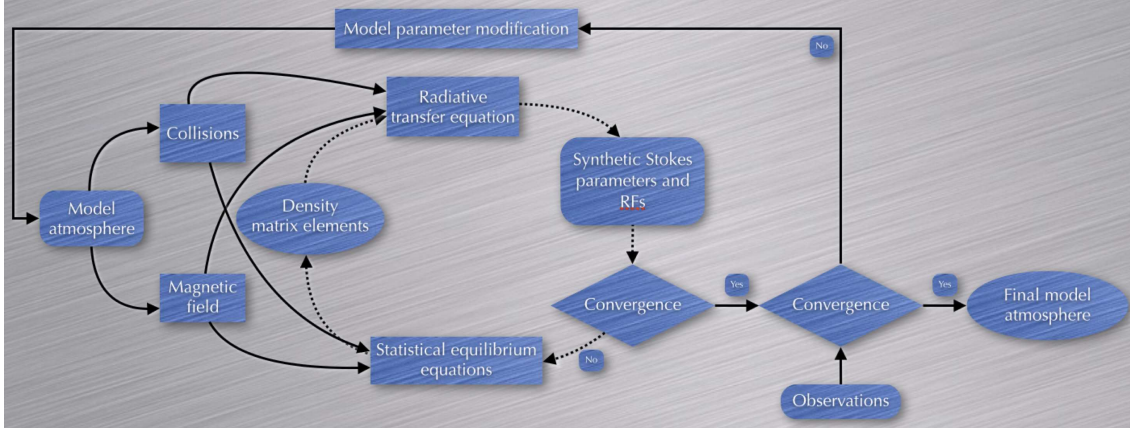 Model parameter modification
No
Radiative
transfer equation
Collisions
Synthetic Stokes
parameters and
RFs
Model
atmosphere
Density
matrix elements
Magnetic
field
Convergence
Yes
Convergence
Yes
Final model
atmosphere
Statistical equilibrium
equations
No
Observations